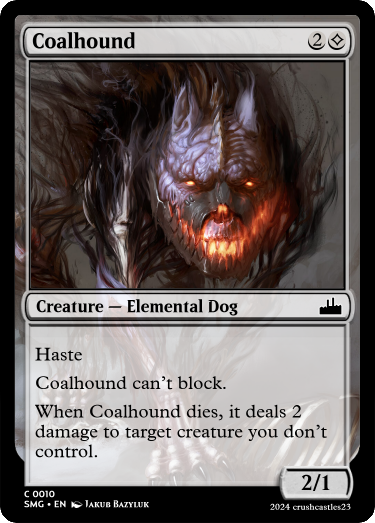 Coalhound 2
Creature — Elemental Dog
Haste
Coalhound can't block.
When Coalhound dies, it deals 2
damage to target creature you don't
control.
2/1
C 0010
SMG • EN Jakub Bazyluk
2024 crushcastles23